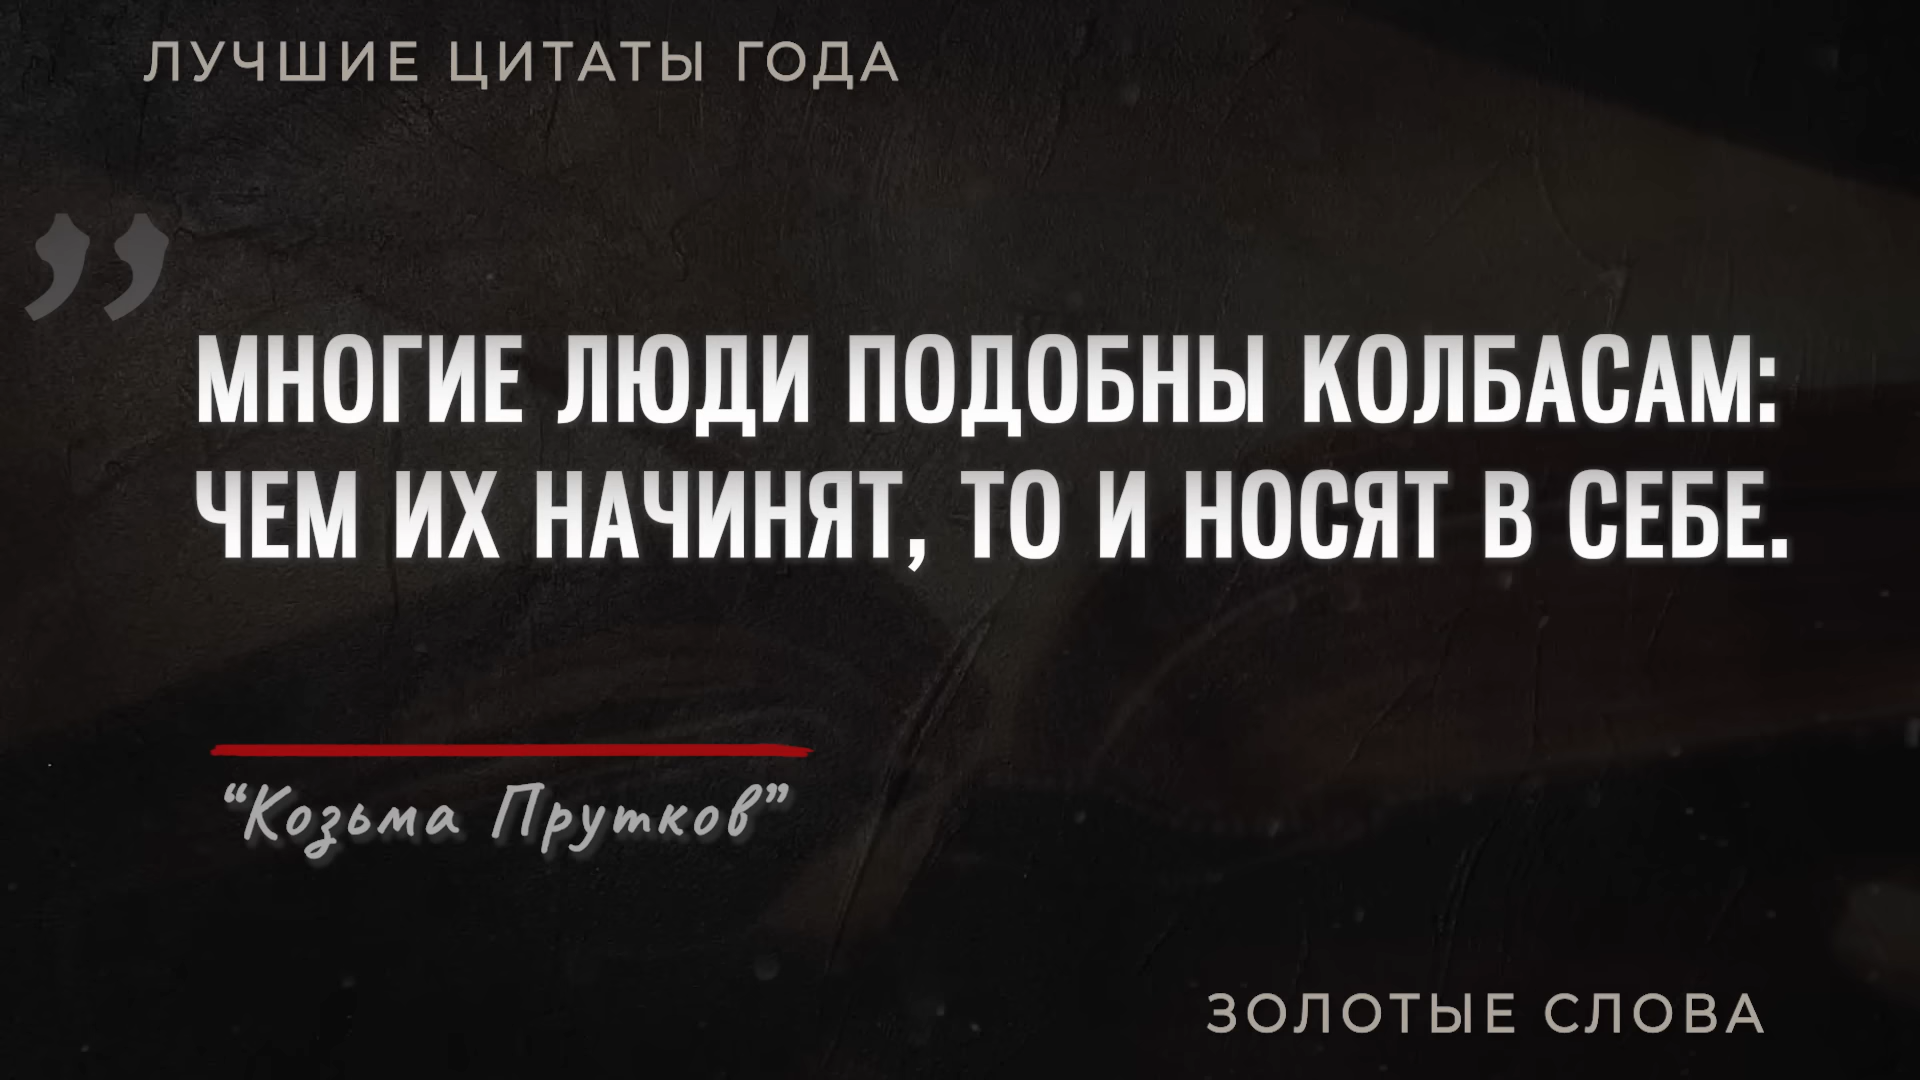 ЛУЧШИЕ ЦИТАТЫ ГОДА
”
МНОГИЕ ЛЮДИ ПОДОБНЫ КОЛБАСАМ:
ЧЕМ ИХ НАЧИНЯТ, ТО И НОСЯТ В СЕБЕ.
“Козьма Прутков”
ЗОЛОТЫЕ СЛОВА